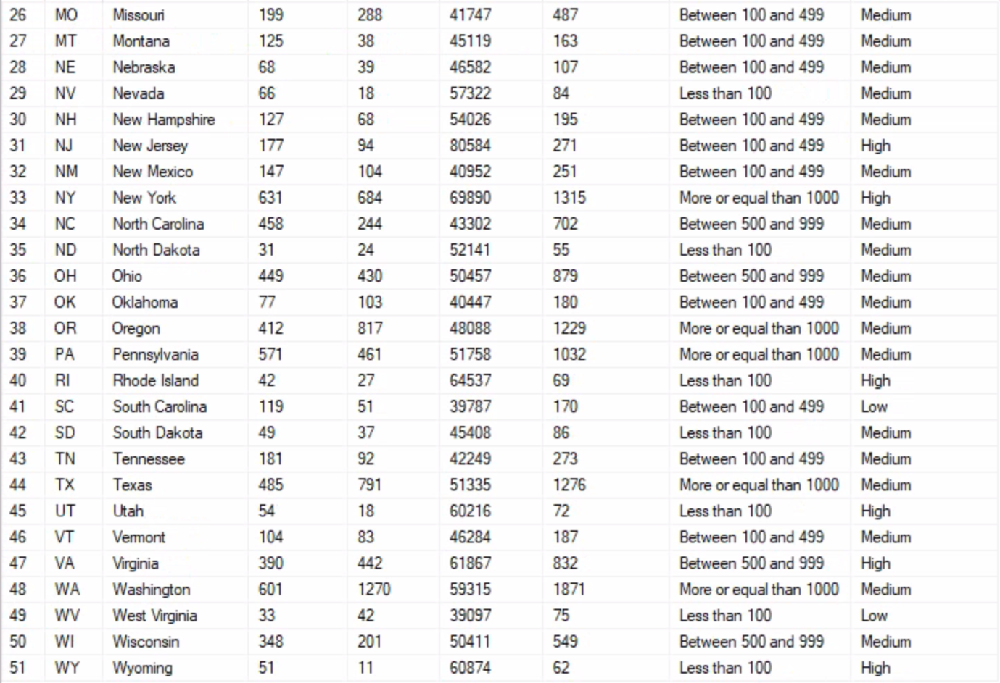 26 MO Missouri 199 288 41747 487 Between 100 and 499 Medium
27 MT Montana 125 38 45119 163 Between 100 and 499 Medium
28 NE Nebraska 68 39 46582 107 Between 100 and 499 Medium
29 NV Nevada 66 18 57322 84 Less than 100 Medium
30 NH New Hampshire 127 68 54026 195 Between 100 and 499 Medium
31 NJ New Jersey 177 94 80584 271 Between 100 and 499 High
32 NM New Mexico 147 104 40952 251 Between 100 and 499 Medium
33 NY New York 631 684 69890 1315 More or equal than 1000 High
34 NC North Carolina 458 244 43302 702 Between 500 and 999 Medium
35 ND North Dakota 31 24 52141 55 Less than 100 Medium
36 OH Ohio 449 430 50457 879 Between 500 and 999 Medium
37 OK Oklahoma 77 103 40447 180 Between 100 and 499 Medium
38 OR Oregon 412 817 48088 1229 More or equal than 1000 Medium
39 PA Pennsylvania 571 461 51758 1032 More or equal than 1000 Medium
40 RI Rhode Island 42 27 64537 69 Less than 100 High
41 SC South Carolina 119 51 39787 170 Between 100 and 499 Low
42 SD South Dakota 49 37 45408 86 Less than 100 Medium
43 TN Tennessee 181 92 42249 273 Between 100 and 499 Medium
44 TX Texas 485 791 51335 1276 More or equal than 1000 Medium
45 UT Utah 54 18 60216 72 Less than 100 High
46 VT Vermont 104 83 46284 187 Between 100 and 499 Medium
47 VA Virginia 390 442 61867 832 Between 500 and 999 High
48 WA Washington 601 1270 59315 1871 More or equal than 1000 Medium
49 WV West Virginia 33 42 39097 75 Less than 100 Low
50 WI Wisconsin 348 201 50411 549 Between 500 and 999 Medium
51 WY Wyoming 51 11 60874 62 Less than 100 High